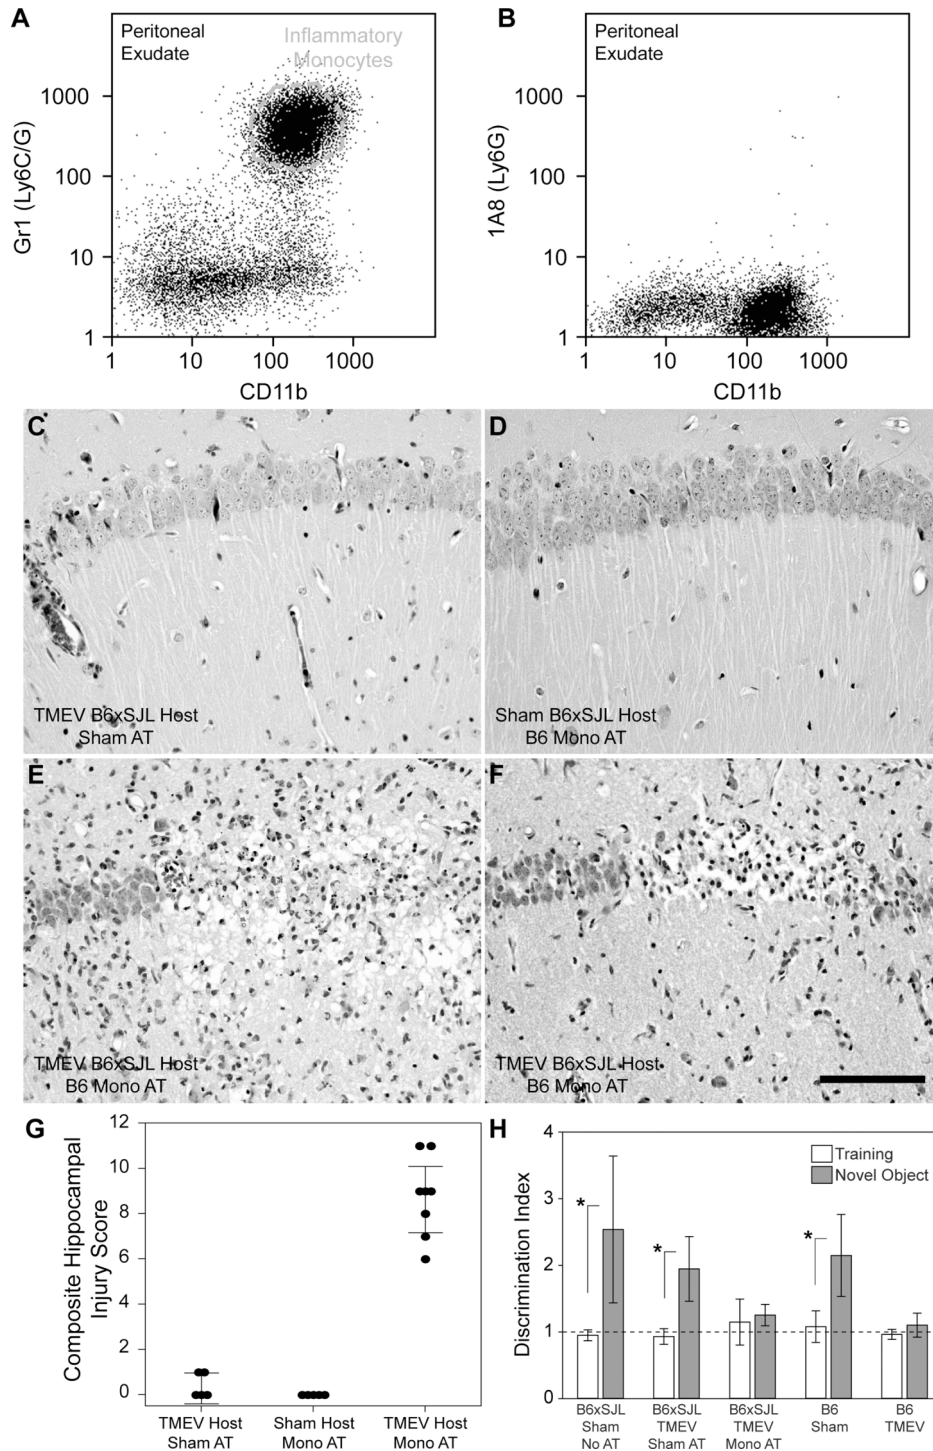 A
Peritoneal
Exudate
Inflammatory
Monocytes
Gr1 (Ly6C/G)
1000
100
10
1
1
10
100
1000
CD11b
B
Peritoneal
Exudate
1A8 (Ly6G)
1000
100
10
1
1
10
100
1000
CD11b
C
TMEV B6xSJL Host
Sham AT
D
Sham B6xSJL Host
B6 Mono AT
E
TMEV B6xSJL Host
B6 Mono AT
F
TMEV B6xSJL Host
B6 Mono AT
G
Composite Hippocampal
Injury Score
12
10
8
6
4
2
0
TMEV Host
Sham AT
Sham Host
Mono AT
TMEV Host
Mono AT
H
Discrimination Index
4
3
2
1
0
Training
Novel Object
*
*
*
B6xSJL
Sham
No AT
B6xSJL
TMEV
Sham AT
B6xSJL
TMEV
Mono AT
B6
Sham
B6
TMEV